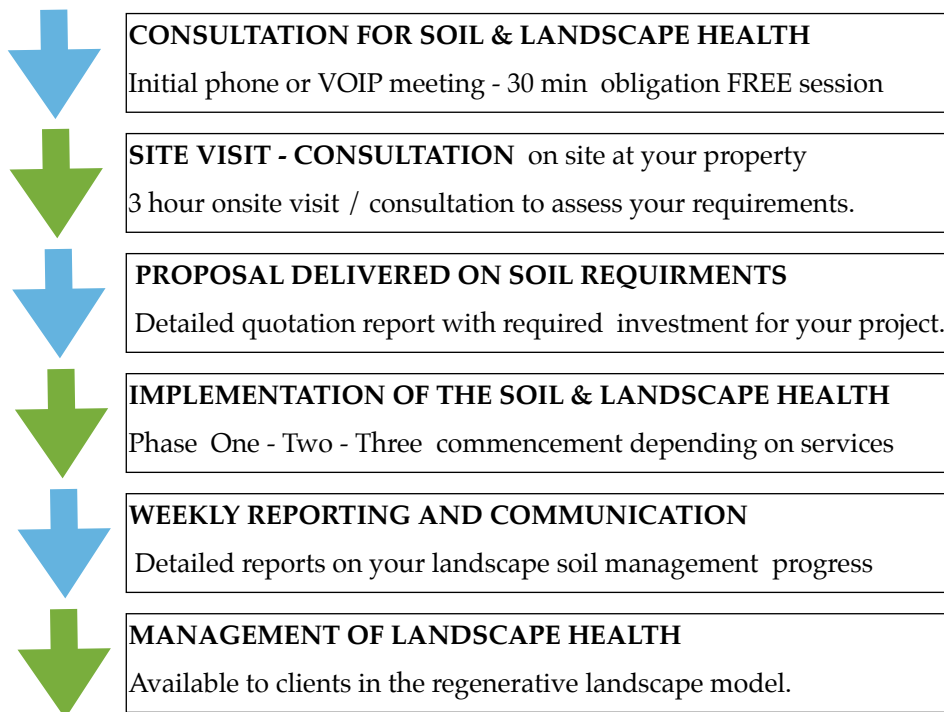 CONSULTATION FOR SOIL & LANDSCAPE HEALTH
Initial phone or VOIP meeting - 30 min obligation FREE session
SITE VISIT - CONSULTATION on site at your property
3 hour onsite visit / consultation to assess your requirements.
PROPOSAL DELIVERED ON SOIL REQUIRMENTS
Detailed quotation report with required investment for your project.
IMPLEMENTATION OF THE SOIL & LANDSCAPE HEALTH
Phase One - Two - Three commencement depending on services
WEEKLY REPORTING AND COMMUNICATION
Detailed reports on your landscape soil management progress
MANAGEMENT OF LANDSCAPE HEALTH
Available to clients in the regenerative landscape model.